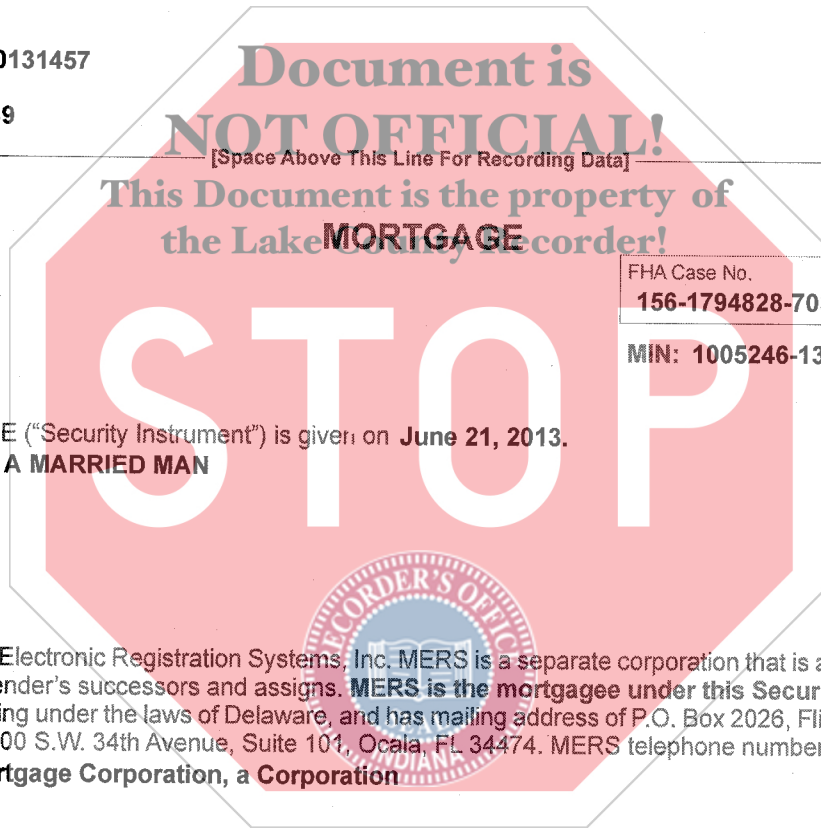 0131457
Document is
9
NOT OFFICIAL!
[Space Above This Line For Recording Data]
This Document is the property of
the Lake County Recorder!
MORTGAGE
FHA Case No.
156-1794828-70
MIN: 1005246-13
STOP
E (“Security Instrument”) is given on June 21, 2013.
A MARRIED MAN
RECORDER'S OFFICE
Electronic Registration Systems, Inc. MERS is a separate corporation that is a
ender's successors and assigns. MERS is the mortgagee under this Secur
ing under the laws of Delaware, and has mailing address of P.O. Box 2026, Fli
00 S.W. 34th Avenue, Suite 101, Ocala, FL 34474. MERS telephone number
INDIANA
rtgage Corporation, a Corporation